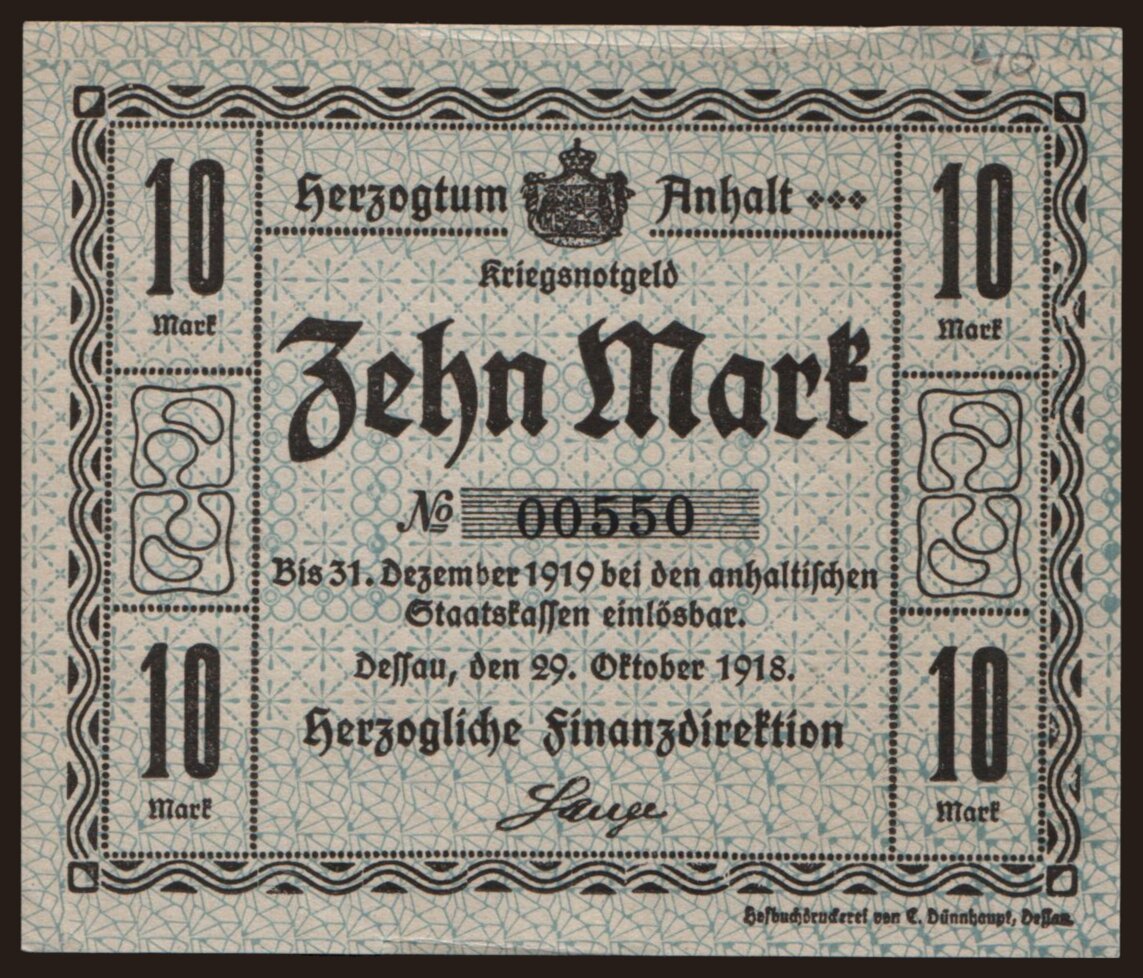 10
Herzogtum Anhalt
10
Mark
Kriegsnotgeld
Mark
Zehn Mark
No 00550
Bis 31. Dezember 1919 bei den anhaltischen
Staatskassen einlösbar.
Dessau, den 29. Oktober 1918.
10
Herzogliche Finanzdirektion
10
Mark
Lange
Mark
Hofbuchdruckerei von C. Dünnhaupt, Dessau.